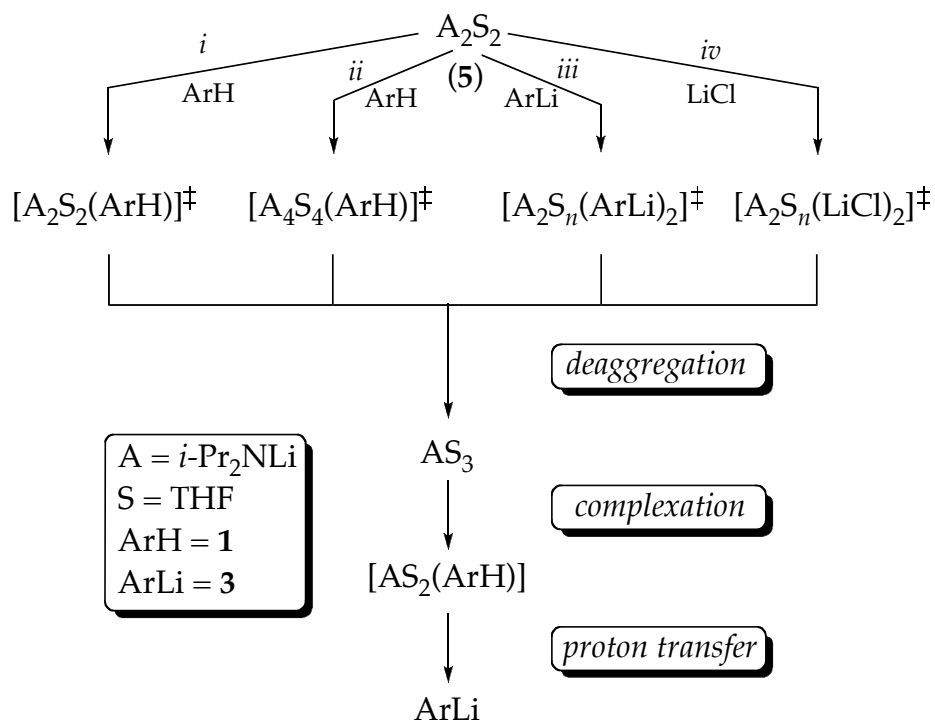 A₂S₂
(5)
i
ArH
ii
ArH
iii
ArLi
iv
LiCl
[A₂S₂(ArH)]‡
[A₄S₄(ArH)]‡
[A₂Sₙ(ArLi)₂]‡
[A₂Sₙ(LiCl)₂]‡
deaggregation
AS₃
complexation
[AS₂(ArH)]
proton transfer
ArLi
A = i-Pr₂NLi
S = THF
ArH = 1
ArLi = 3